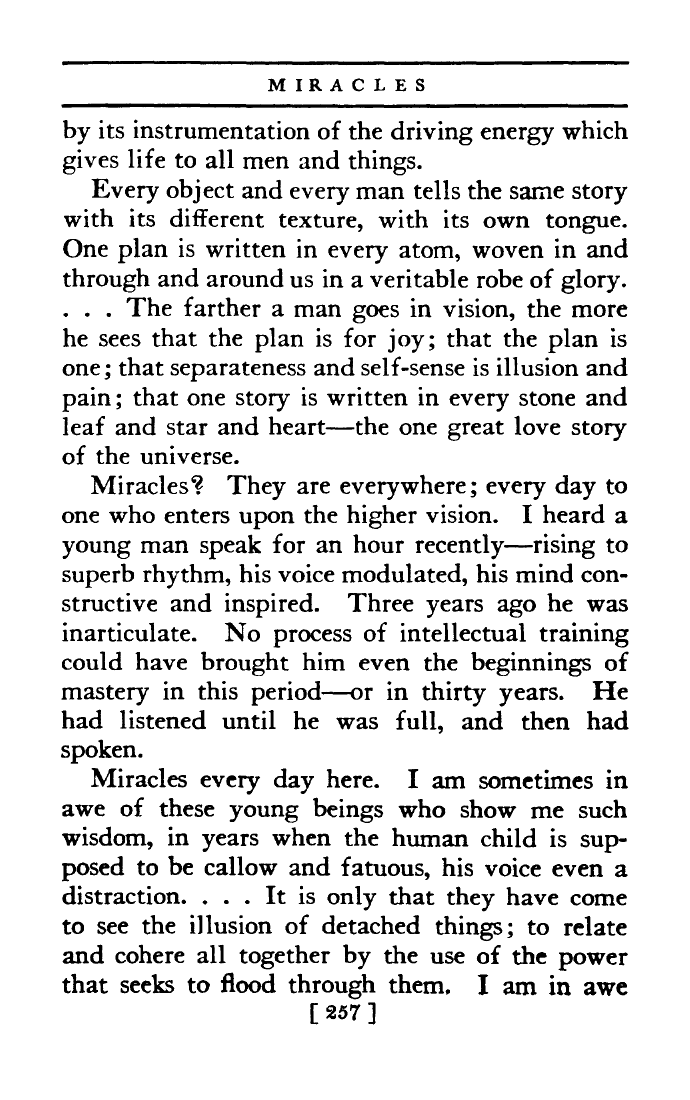 MIRACLES
by its instrumentation of the driving energy which
gives life to all men and things.
Every object and every man tells the same story
with its different texture, with its own tongue.
One plan is written in every atom, woven in and
through and around us in a veritable robe of glory.
. . . The farther a man goes in vision, the more
he sees that the plan is for joy; that the plan is
one; that separateness and self-sense is illusion and
pain; that one story is written in every stone and
leaf and star and heart—the one great love story
of the universe.
Miracles? They are everywhere; every day to
one who enters upon the higher vision. I heard a
young man speak for an hour recently—rising to
superb rhythm, his voice modulated, his mind con-
structive and inspired. Three years ago he was
inarticulate. No process of intellectual training
could have brought him even the beginnings of
mastery in this period—or in thirty years. He
had listened until he was full, and then had
spoken.
Miracles every day here. I am sometimes in
awe of these young beings who show me such
wisdom, in years when the human child is sup-
posed to be callow and fatuous, his voice even a
distraction. . . . It is only that they have come
to see the illusion of detached things; to relate
and cohere all together by the use of the power
that seeks to flood through them. I am in awe
[ 257 ]